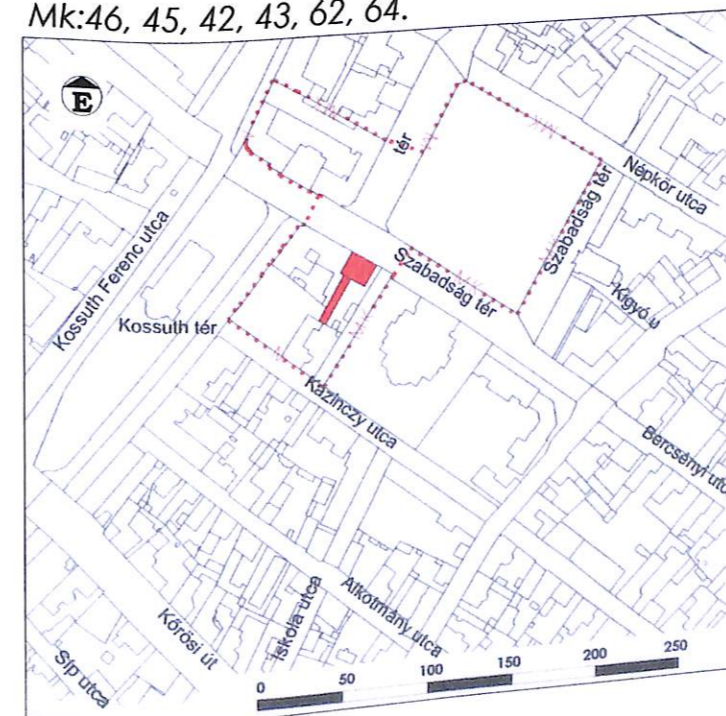 Mk:46, 45, 42, 43, 62, 64.
É
tér
Népkör utca
Szabadság tér
Kossuth Ferenc utca
Szabadság tér
Kígyó u
Kossuth tér
Kazinczy utca
Bercsényi utca
Iskola utca
Alkotmány utca
Kőrösi út
Síp utca
0 50 100 150 200 250